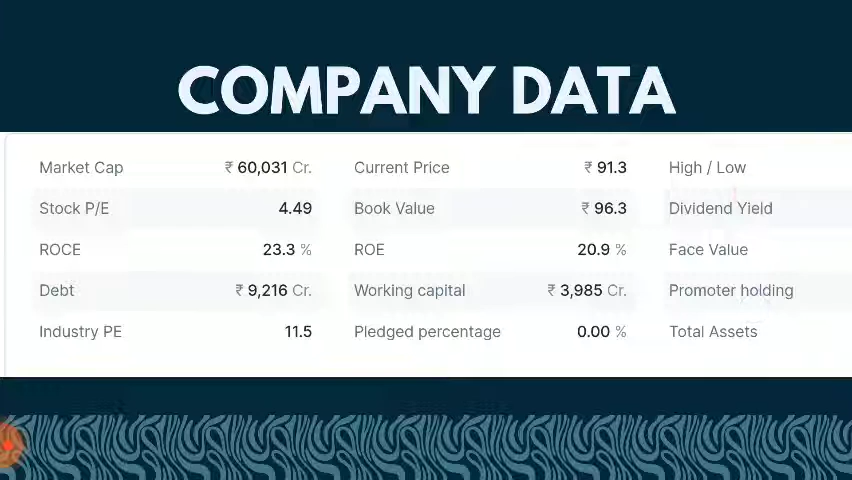 COMPANY DATA
Market Cap ₹ 60,031 Cr. Current Price ₹ 91.3 High / Low
Stock P/E 4.49 Book Value ₹ 96.3 Dividend Yield
ROCE 23.3 % ROE 20.9 % Face Value
Debt ₹ 9,216 Cr. Working capital ₹ 3,985 Cr. Promoter holding
Industry PE 11.5 Pledged percentage 0.00 % Total Assets